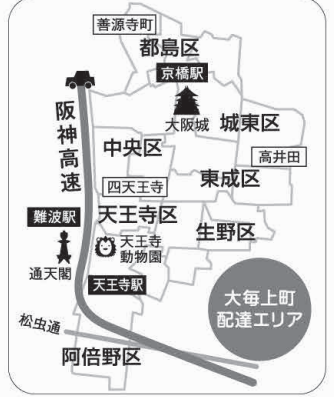 善源寺町
都島区
京橋駅
大阪城
城東区
阪神高速
中央区
高井田
東成区
四天王寺
天王寺区
難波駅
生野区
天王寺
動物園
通天閣
天王寺駅
大毎上町
配達エリア
松虫通
阿倍野区